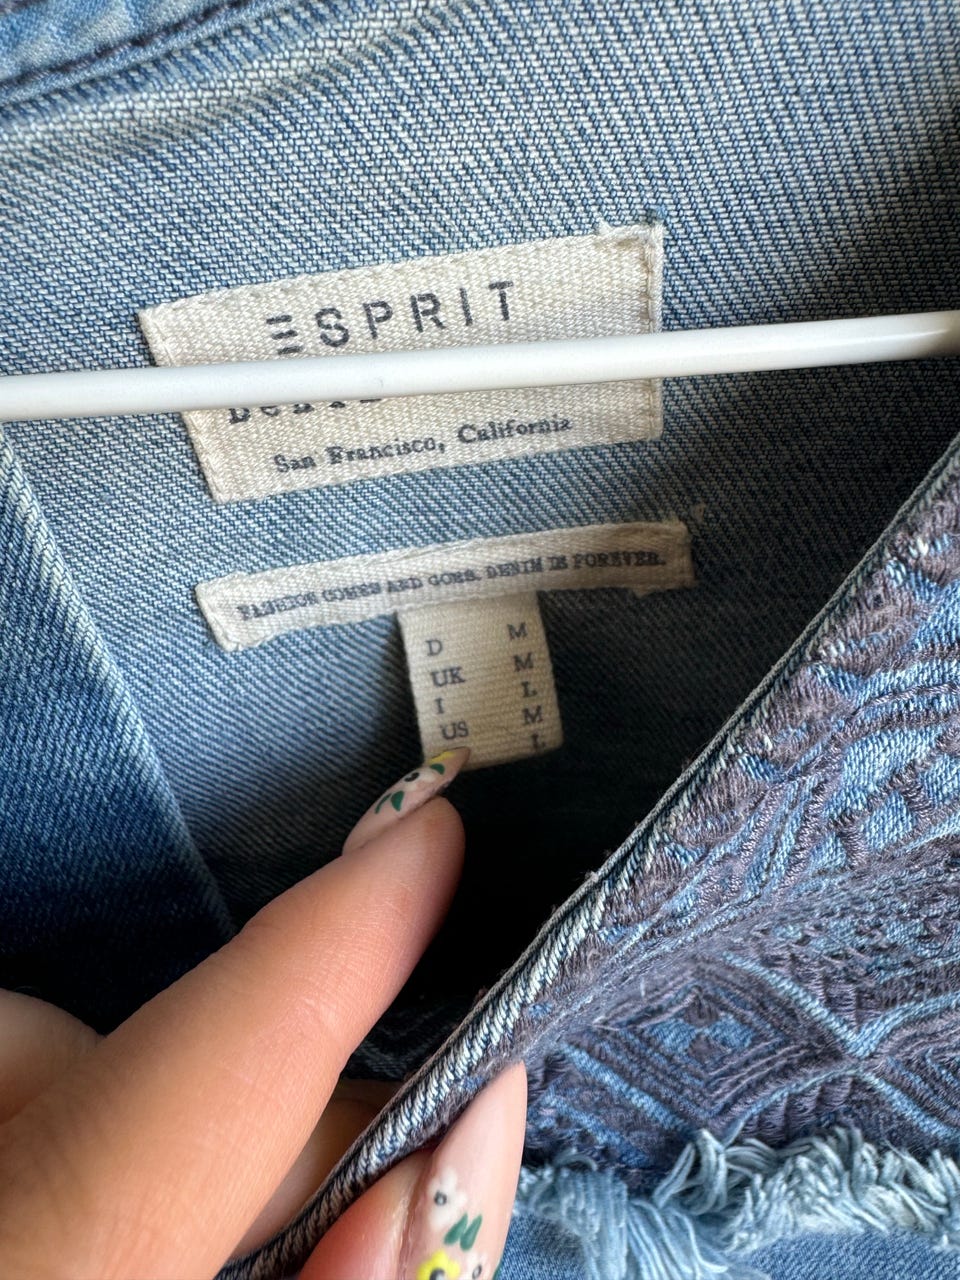 ESPRIT
San Francisco, California
FASHION COMES AND GOES. DENIM IS FOREVER.
D M
UK M
I L
US M
L